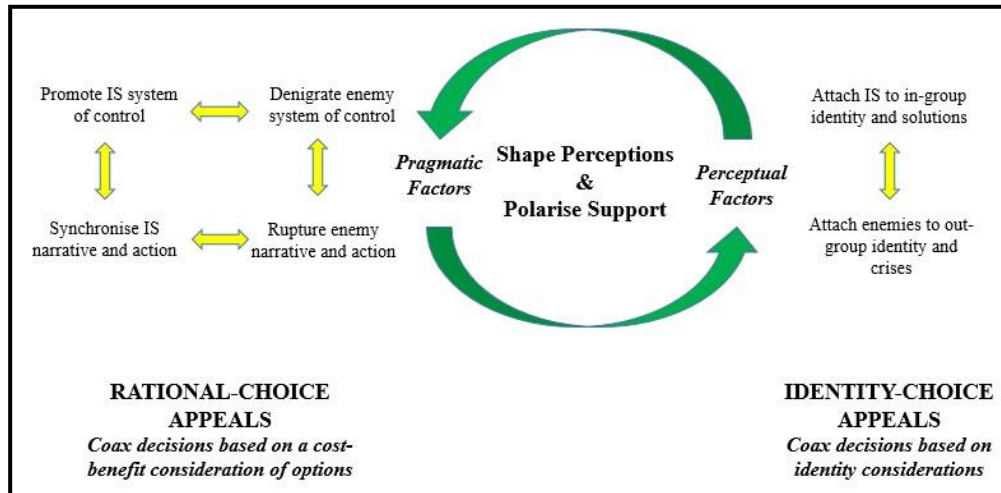 Promote IS system
of control
Denigrate enemy
system of control
Synchronise IS
narrative and action
Rupture enemy
narrative and action
Pragmatic
Factors
Shape Perceptions
&
Polarise Support
Perceptual
Factors
Attach IS to in-group
identity and solutions
Attach enemies to out-
group identity and
crises
RATIONAL-CHOICE
APPEALS
Coax decisions based on a cost-
benefit consideration of options
IDENTITY-CHOICE
APPEALS
Coax decisions based on
identity considerations